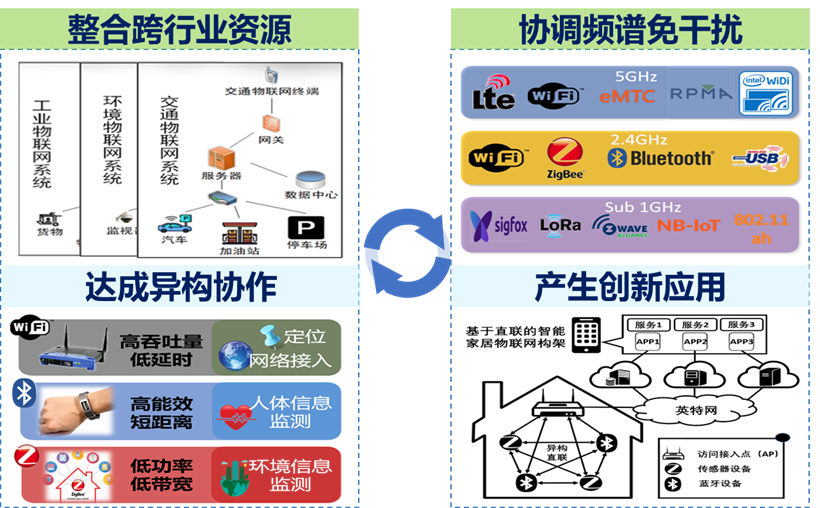 整合跨行业资源
工业物联网系统
货物
环境物联网系统
监视
交通物联网系统
交通物联网终端
网关
服务器
数据中心
汽车
加油站
P
停车场
协调频谱免干扰
5GHz
Lte
Wi Fi
eMTC
RPMA
intel WiDi
2.4GHz
Wi Fi
ZigBee
Bluetooth
USB
Sub 1GHz
sigfox
LoRa
Z WAVE
ALLIANCE
NB-IoT
802.11
ah
达成异构协作
Wi Fi
高吞吐量
低延时
定位
网络接入
高能效
短距离
人体信息
监测
ZigBee
低功率
低带宽
环境信息
监测
产生创新应用
基于直联的智能
家居物联网构架
服务1
服务2
服务3
APP1
APP2
APP3
英特网
异构
直联
访问接入点（AP）
传感器设备
蓝牙设备